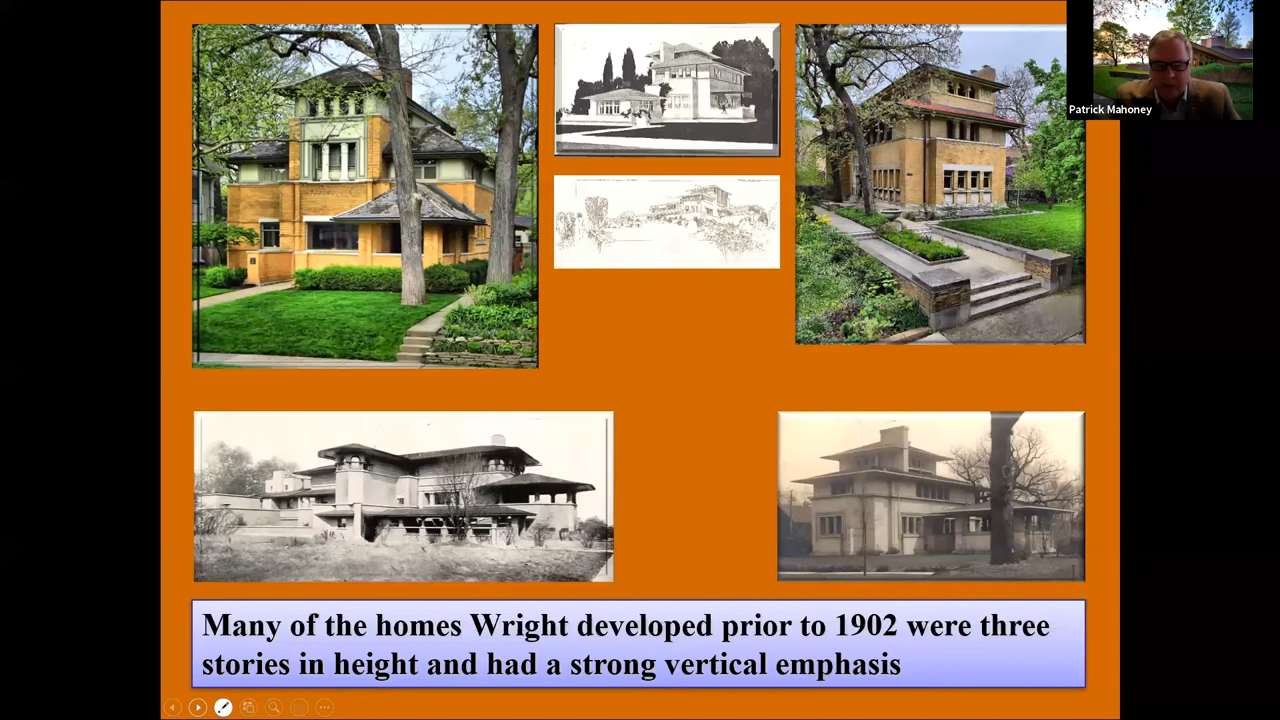 Patrick Mahoney
Many of the homes Wright developed prior to 1902 were three
stories in height and had a strong vertical emphasis